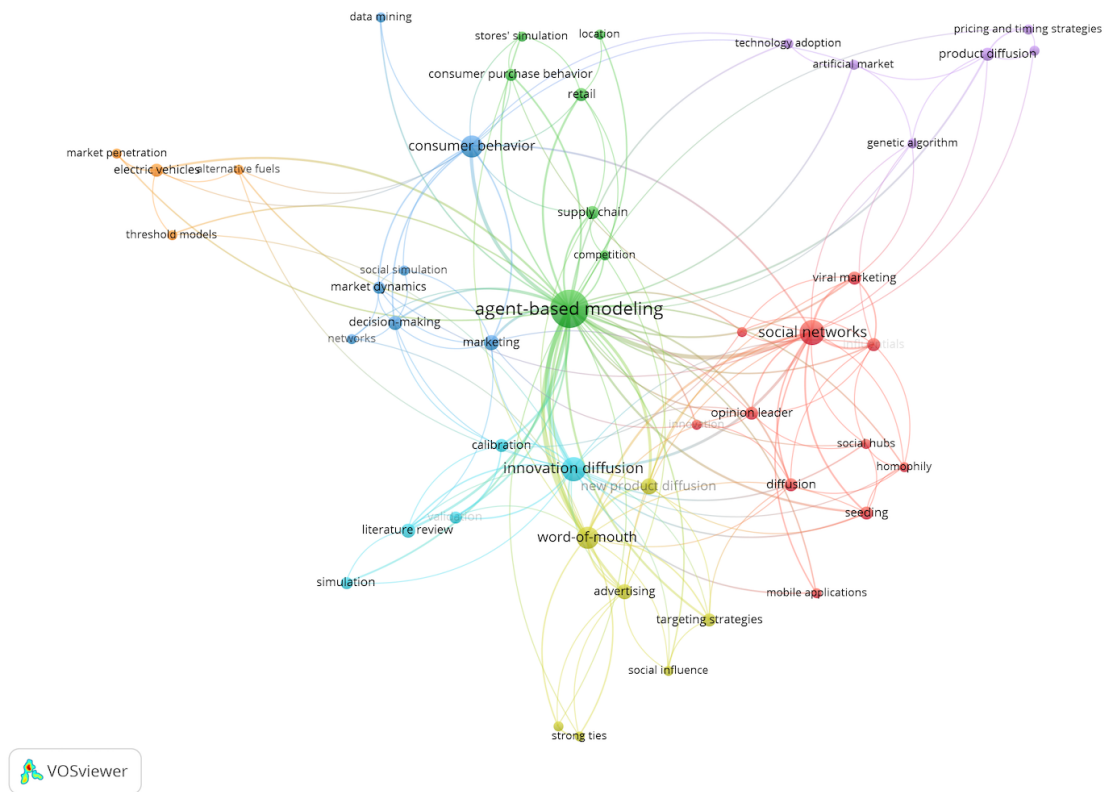 data mining
stores' simulation
location
technology adoption
pricing and timing strategies
product diffusion
artificial market
consumer purchase behavior
retail
consumer behavior
genetic algorithm
market penetration
electric vehicles
alternative fuels
threshold models
supply chain
competition
social simulation
market dynamics
viral marketing
agent-based modeling
decision-making
networks
marketing
social networks
influentials
opinion leader
innovation
calibration
social hubs
innovation diffusion
homophily
new product diffusion
diffusion
validation
literature review
seeding
word-of-mouth
simulation
advertising
mobile applications
targeting strategies
social influence
strong ties
VOSviewer